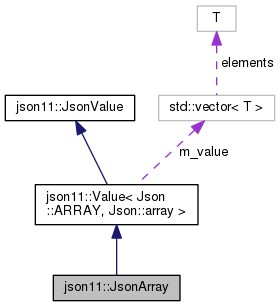 T
elements
json11::JsonValue
std::vector< T >
m_value
json11::Value< Json
::ARRAY, Json::array >
json11::JsonArray